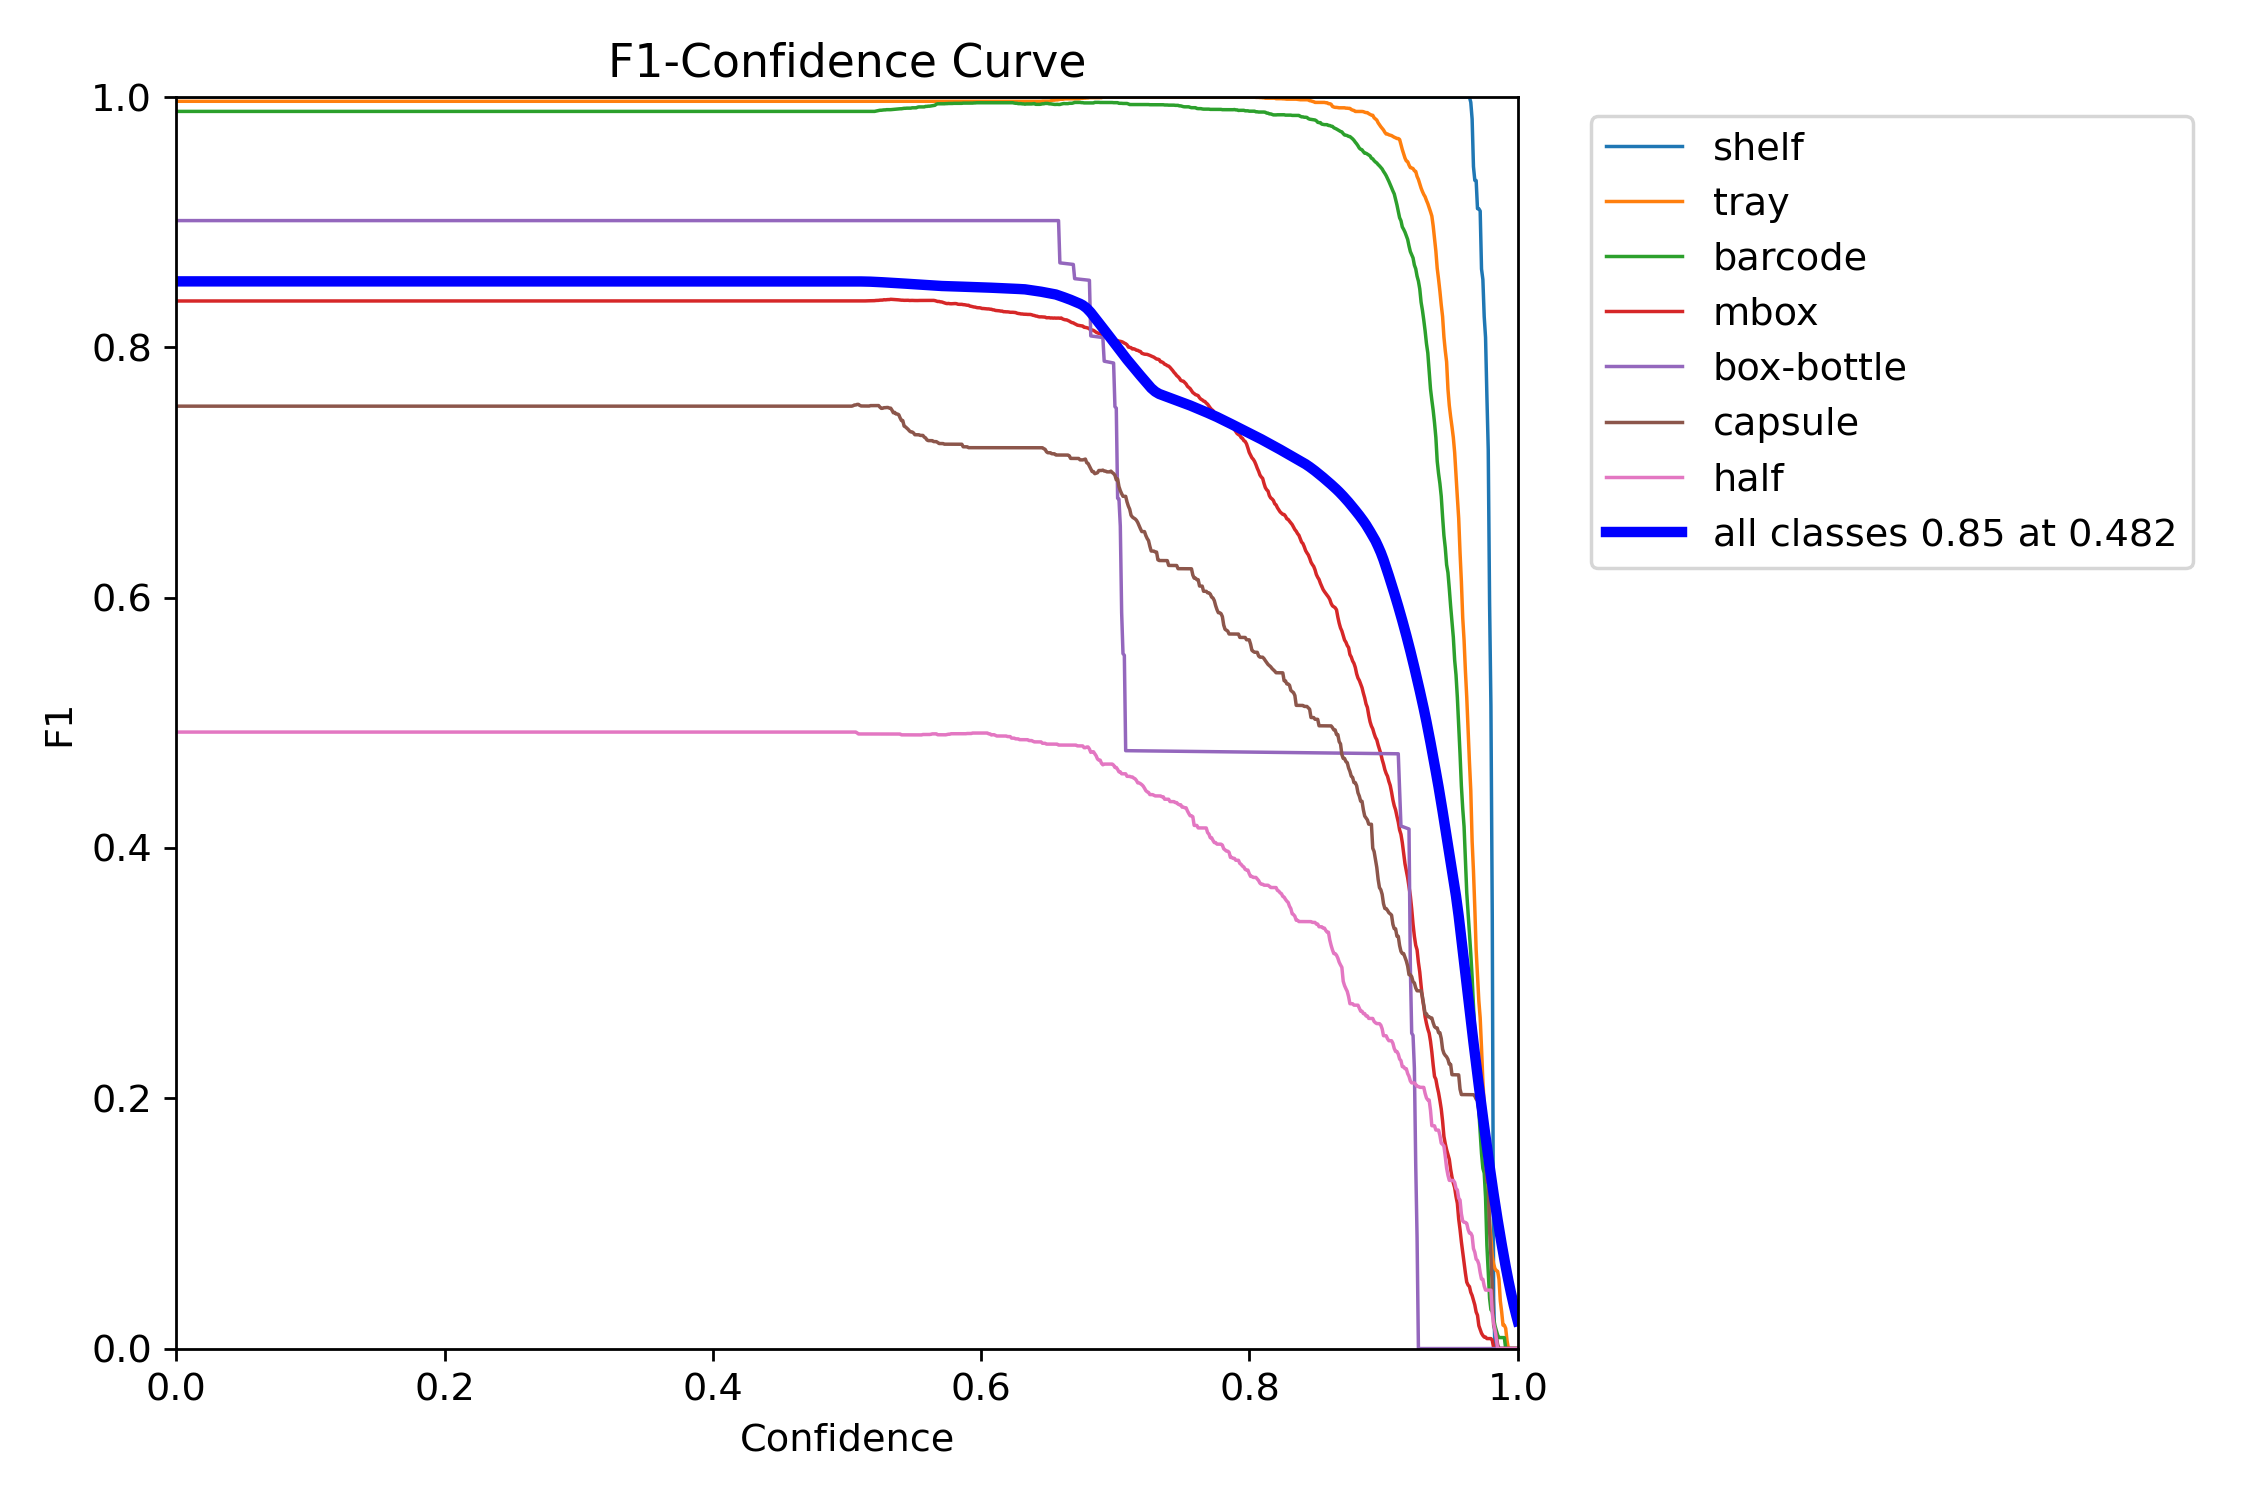 F1-Confidence Curve
1.0
0.8
0.6
0.4
0.2
0.0
F1
0.0 0.2 0.4 0.6 0.8 1.0
Confidence
shelf
tray
barcode
mbox
box-bottle
capsule
half
all classes 0.85 at 0.482